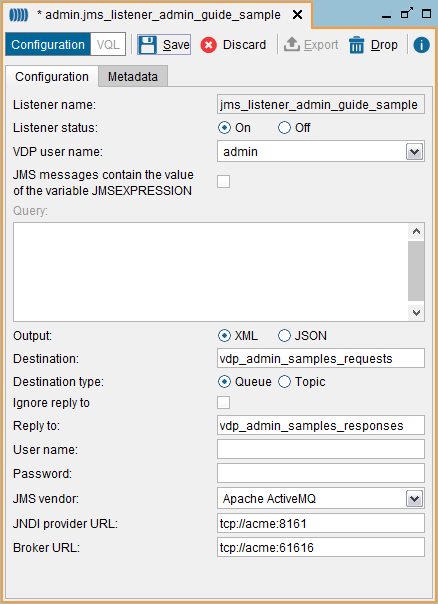 * admin.jms_listener_admin_guide_sample
Configuration VQL Save Discard Export Drop
Configuration Metadata
Listener name: jms_listener_admin_guide_sample
Listener status: On Off
VDP user name: admin
JMS messages contain the value
of the variable JMSEXPRESSION
Query:
Output: XML JSON
Destination: vdp_admin_samples_requests
Destination type: Queue Topic
Ignore reply to
Reply to: vdp_admin_samples_responses
User name:
Password:
JMS vendor: Apache ActiveMQ
JNDI provider URL: tcp://acme:8161
Broker URL: tcp://acme:61616